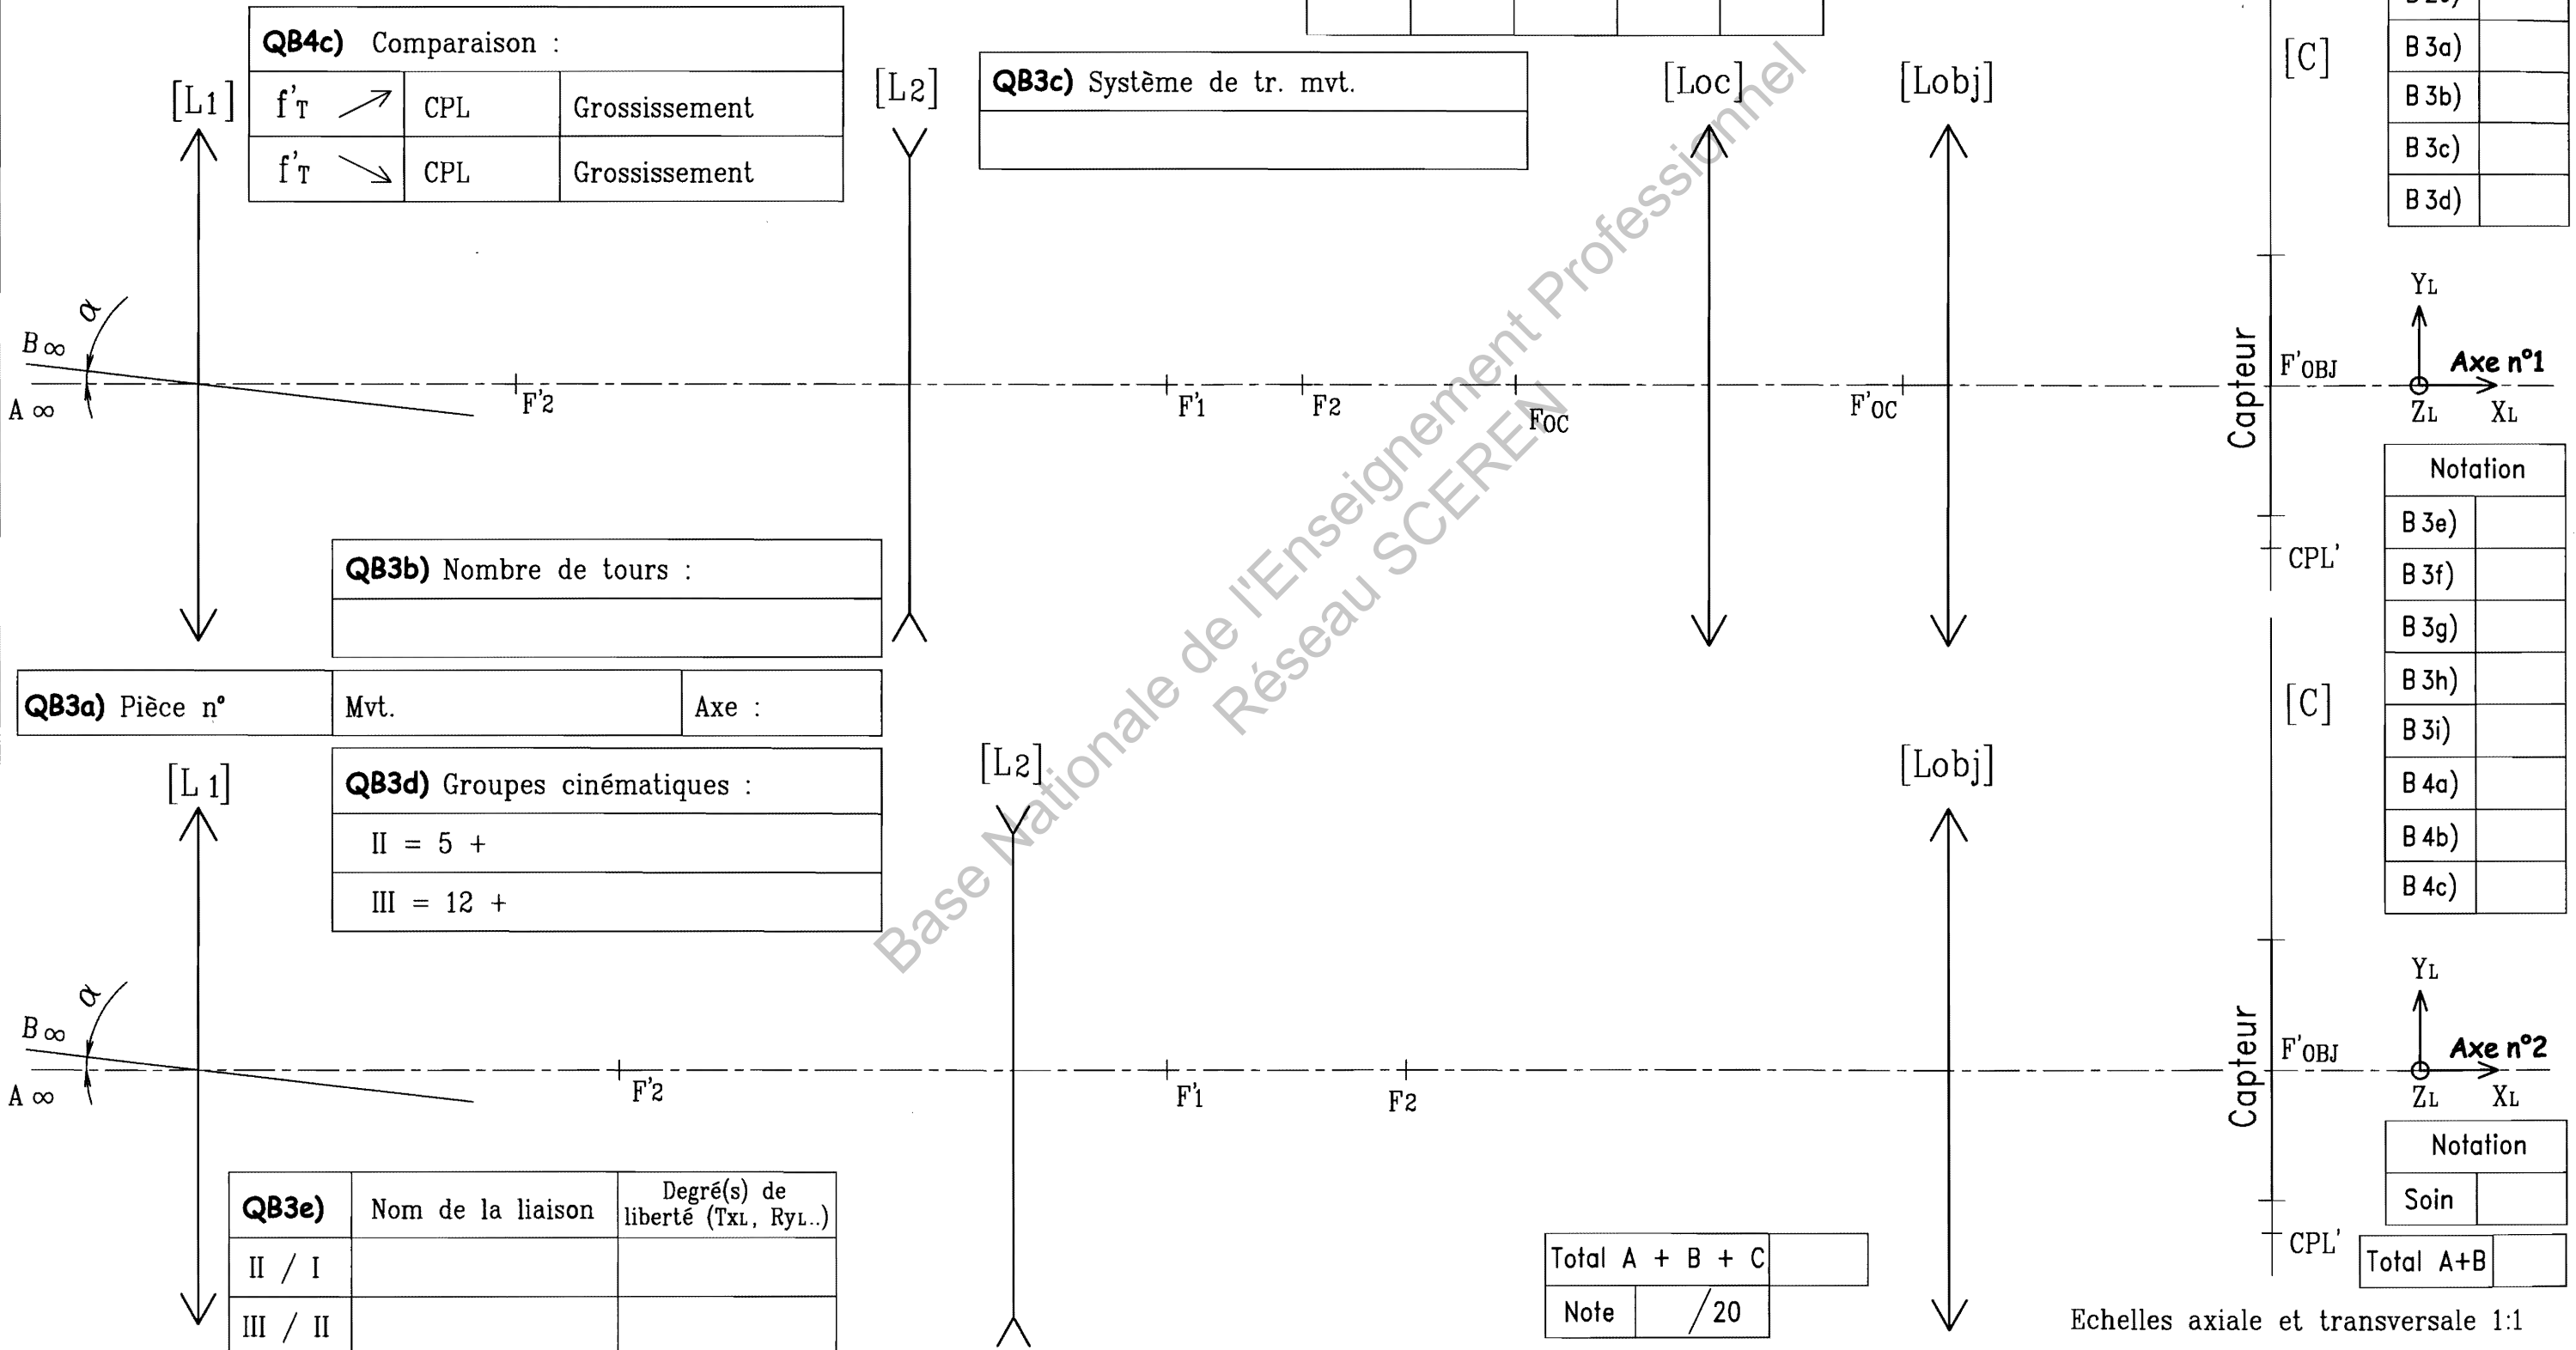 QB4c) Comparaison :
f'T CPL Grossissement
f'T CPL Grossissement
QB3c) Système de tr. mvt.
[L1]
[L2]
[Loc]
[Lobj]
[C]
B 3a)
B 3b)
B 3c)
B 3d)
α
B∞
A∞
F'2
F'1
F2
FOC
F'OC
Capteur
F'OBJ
CPL'
YL
Axe n°1
ZL XL
Notation
B 3e)
B 3f)
B 3g)
B 3h)
B 3i)
B 4a)
B 4b)
B 4c)
QB3b) Nombre de tours :
QB3a) Pièce n° Mvt. Axe :
QB3d) Groupes cinématiques :
II = 5 +
III = 12 +
[L 1]
[L2]
[Lobj]
[C]
α
B∞
A∞
F'2
F'1
F2
Capteur
F'OBJ
CPL'
YL
Axe n°2
ZL XL
Notation
Soin
Total A+B
QB3e) Nom de la liaison Degré(s) de
liberté (TXL, RyL..)
II / I
III / II
Total A + B + C
Note /20
Echelles axiale et transversale 1:1
Base Nationale de l'Enseignement Professionnel
Réseau SCEREN